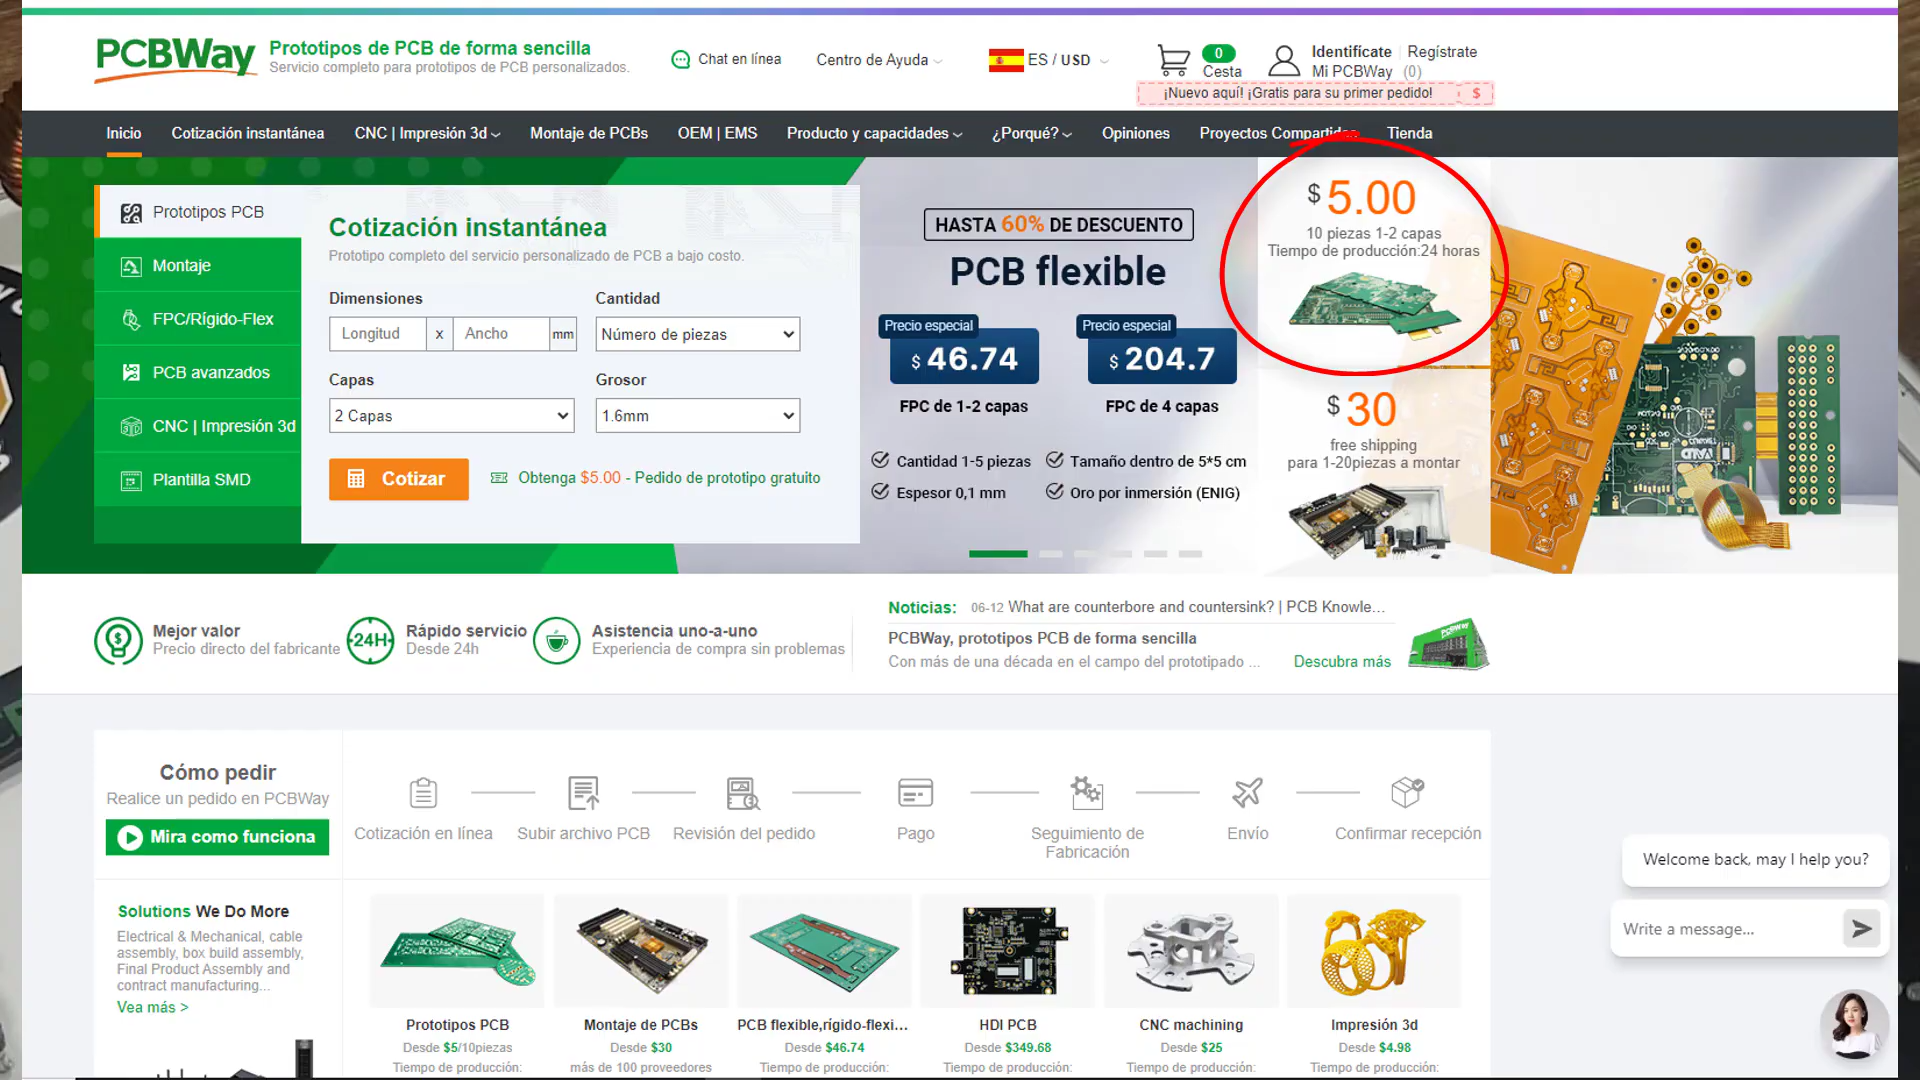 PCBWay
Prototipos de PCB de forma sencilla
Servicio completo para prototipos de PCB personalizados.
Chat en línea
Centro de Ayuda
ES / USD
0
Cesta
Identifícate
Regístrate
Mi PCBWay (0)
¡Nuevo aquí! ¡Gratis para su primer pedido!
$
Inicio
Cotización instantánea
CNC | Impresión 3d
Montaje de PCBs
OEM | EMS
Producto y capacidades
¿Porqué?
Opiniones
Proyectos Compartidos
Tienda
Prototipos PCB
Montaje
FPC/Rígido-Flex
PCB avanzados
CNC | Impresión 3d
Plantilla SMD
Cotización instantánea
Prototipo completo del servicio personalizado de PCB a bajo costo.
Dimensiones
Cantidad
Longitud
x
Ancho
mm
Número de piezas
Capas
Grosor
2 Capas
1.6mm
Cotizar
Obtenga $5.00 - Pedido de prototipo gratuito
HASTA 60% DE DESCUENTO
PCB flexible
Precio especial
$ 46.74
FPC de 1-2 capas
Precio especial
$ 204.7
FPC de 4 capas
Cantidad 1-5 piezas
Tamaño dentro de 5*5 cm
Espesor 0,1 mm
Oro por inmersión (ENIG)
$ 5.00
10 piezas 1-2 capas
Tiempo de producción:24 horas
$ 30
free shipping
para 1-20piezas a montar
24H
Mejor valor
Precio directo del fabricante
Rápido servicio
Desde 24h
Asistencia uno-a-uno
Experiencia de compra sin problemas
Noticias: 06-12 What are counterbore and countersink? | PCB Knowle...
PCBWay, prototipos PCB de forma sencilla
Con más de una década en el campo del prototipado ...
Descubra más
PCBWay
Cómo pedir
Realice un pedido en PCBWay
Mira como funciona
Cotización en línea
Subir archivo PCB
Revisión del pedido
Pago
Seguimiento de
Fabricación
Envío
Confirmar recepción
Solutions We Do More
Electrical & Mechanical, cable
assembly, box build assembly,
Final Product Assembly and
contract manufacturing...
Vea más >
Prototipos PCB
Desde $5/10piezas
Tiempo de producción:
Montaje de PCBs
Desde $30
más de 100 proveedores
PCB flexible,rígido-flexi...
Desde $46.74
Tiempo de producción:
HDI PCB
Desde $349.68
Tiempo de producción:
CNC machining
Desde $25
Tiempo de producción:
Impresión 3d
Desde $4.98
Tiempo de producción:
Welcome back, may I help you?
Write a message...